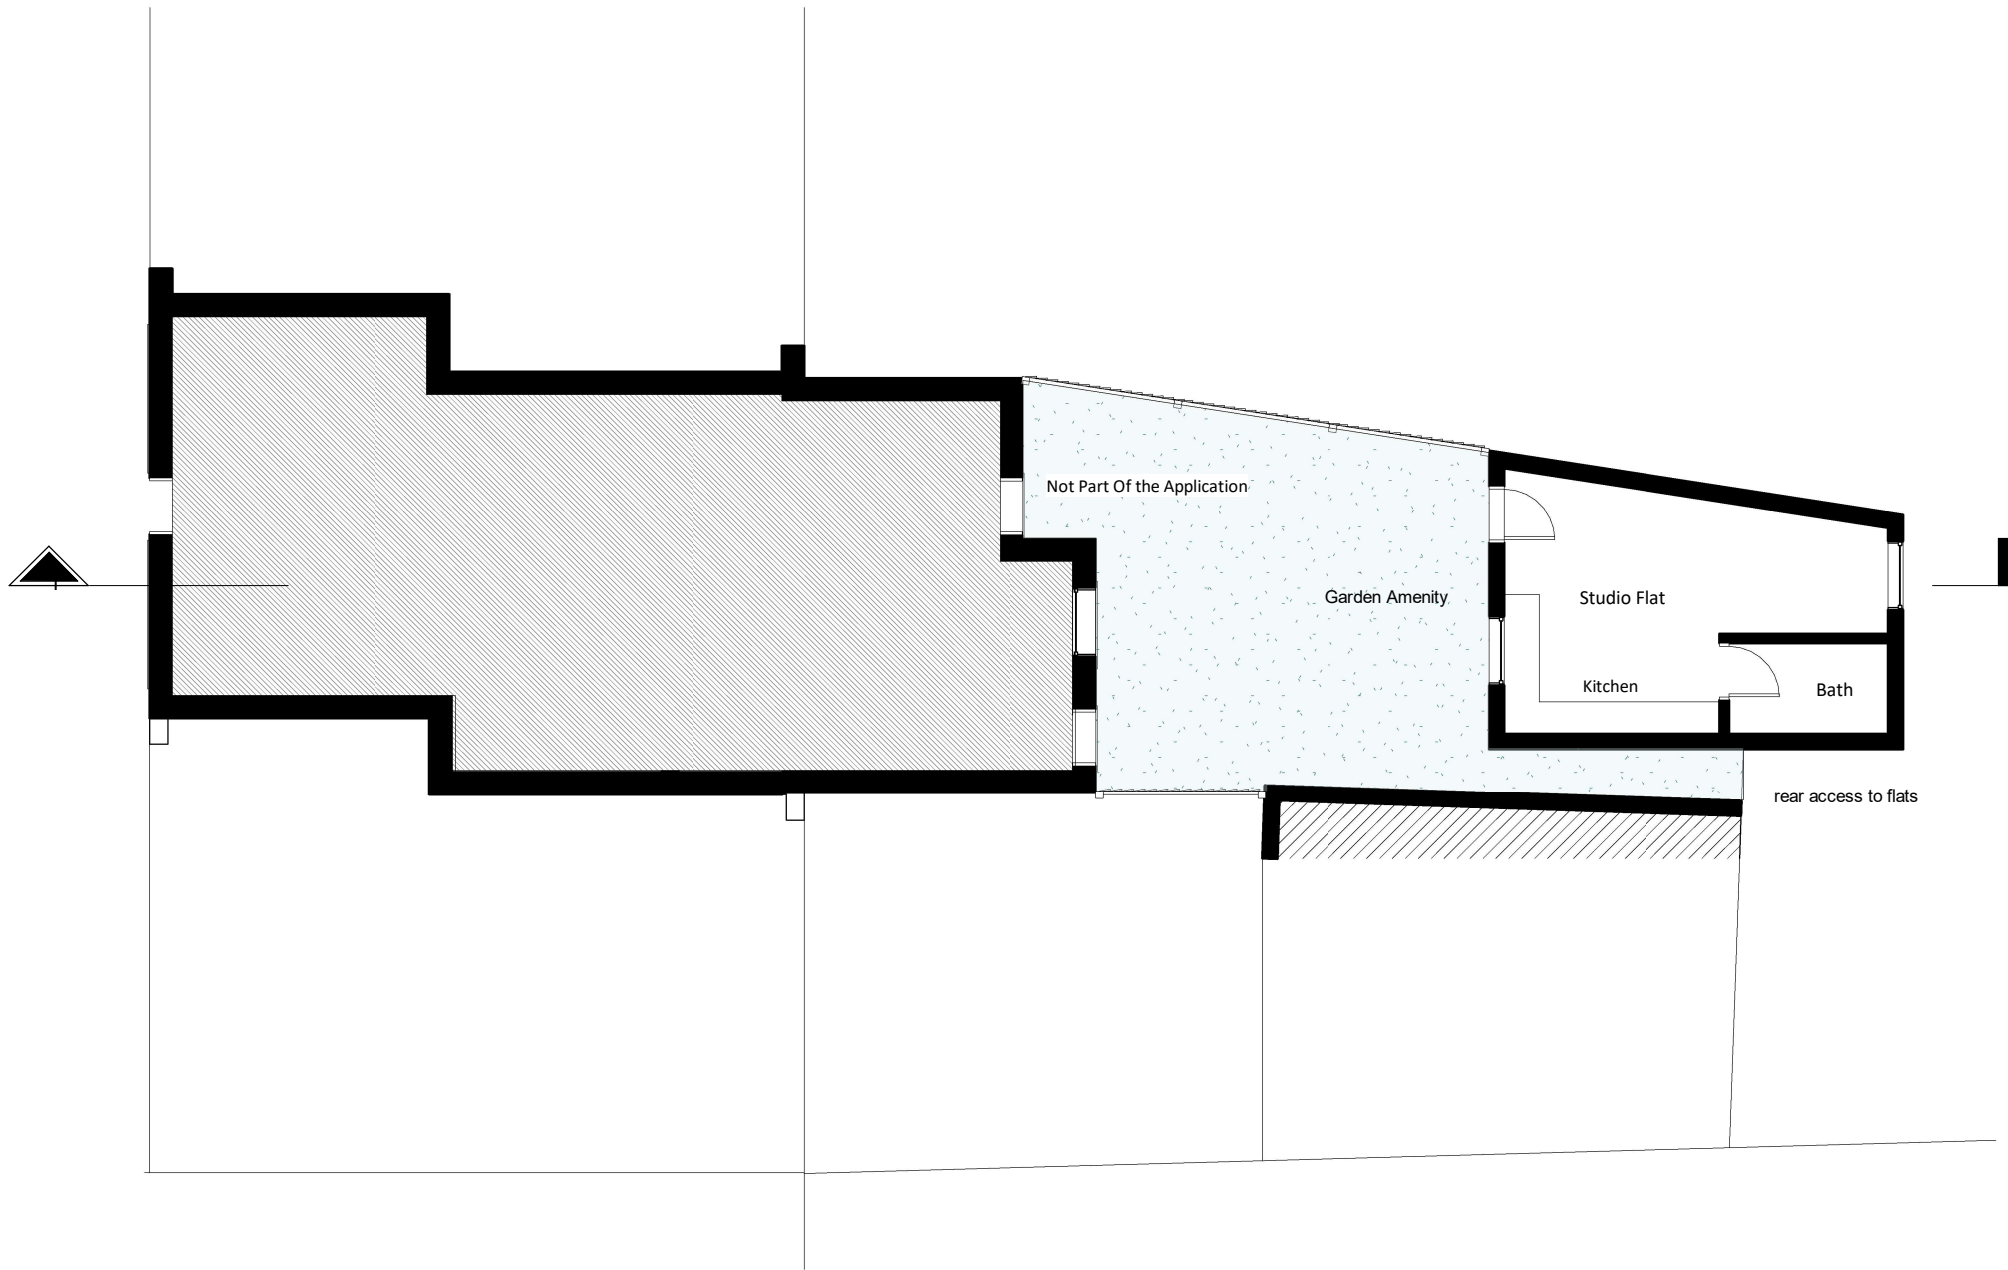 Not Part Of the Application
Garden Amenity
Studio Flat
Kitchen
Bath
rear access to flats